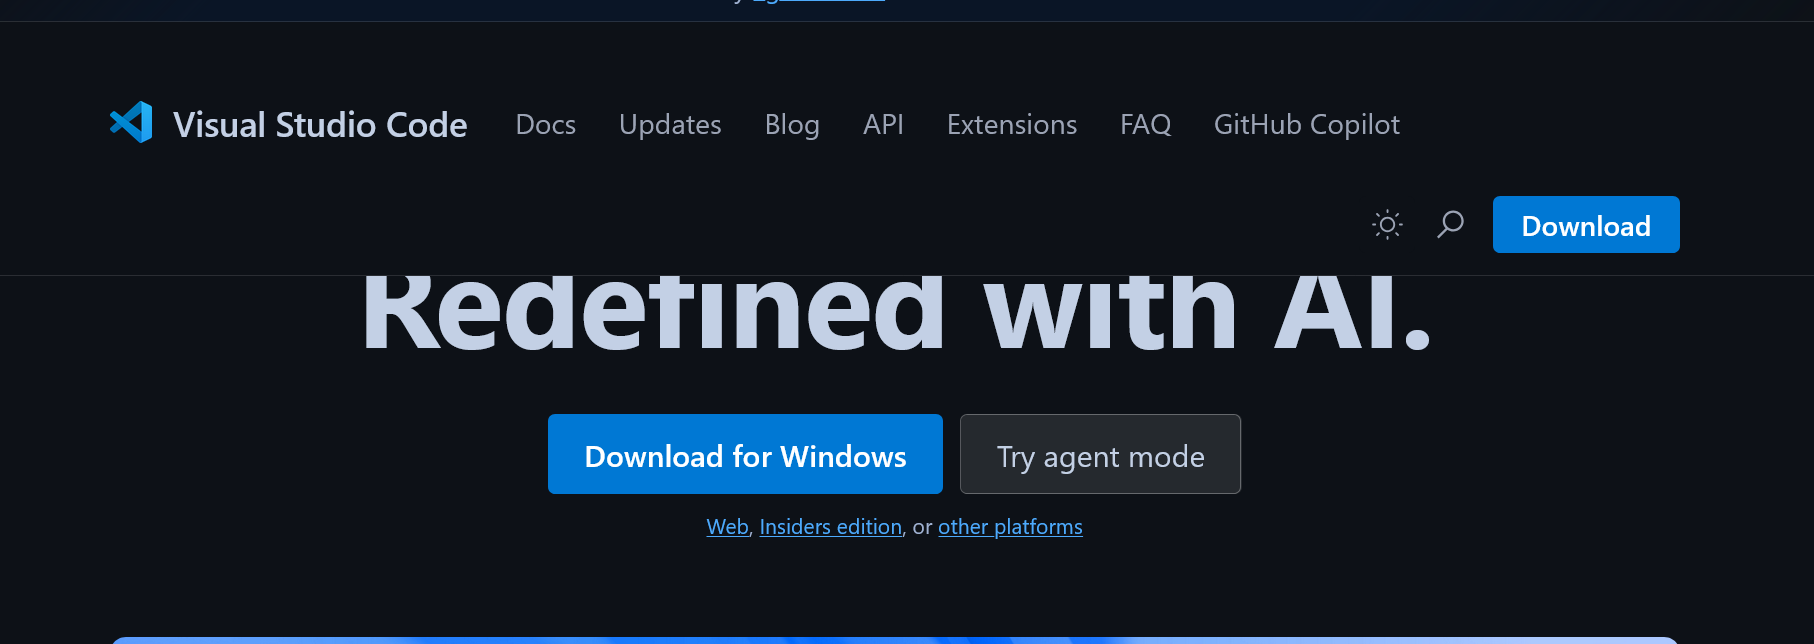 Visual Studio Code Docs Updates Blog API Extensions FAQ GitHub Copilot
Download
Redefined with AI.
Download for Windows Try agent mode
Web, Insiders edition, or other platforms